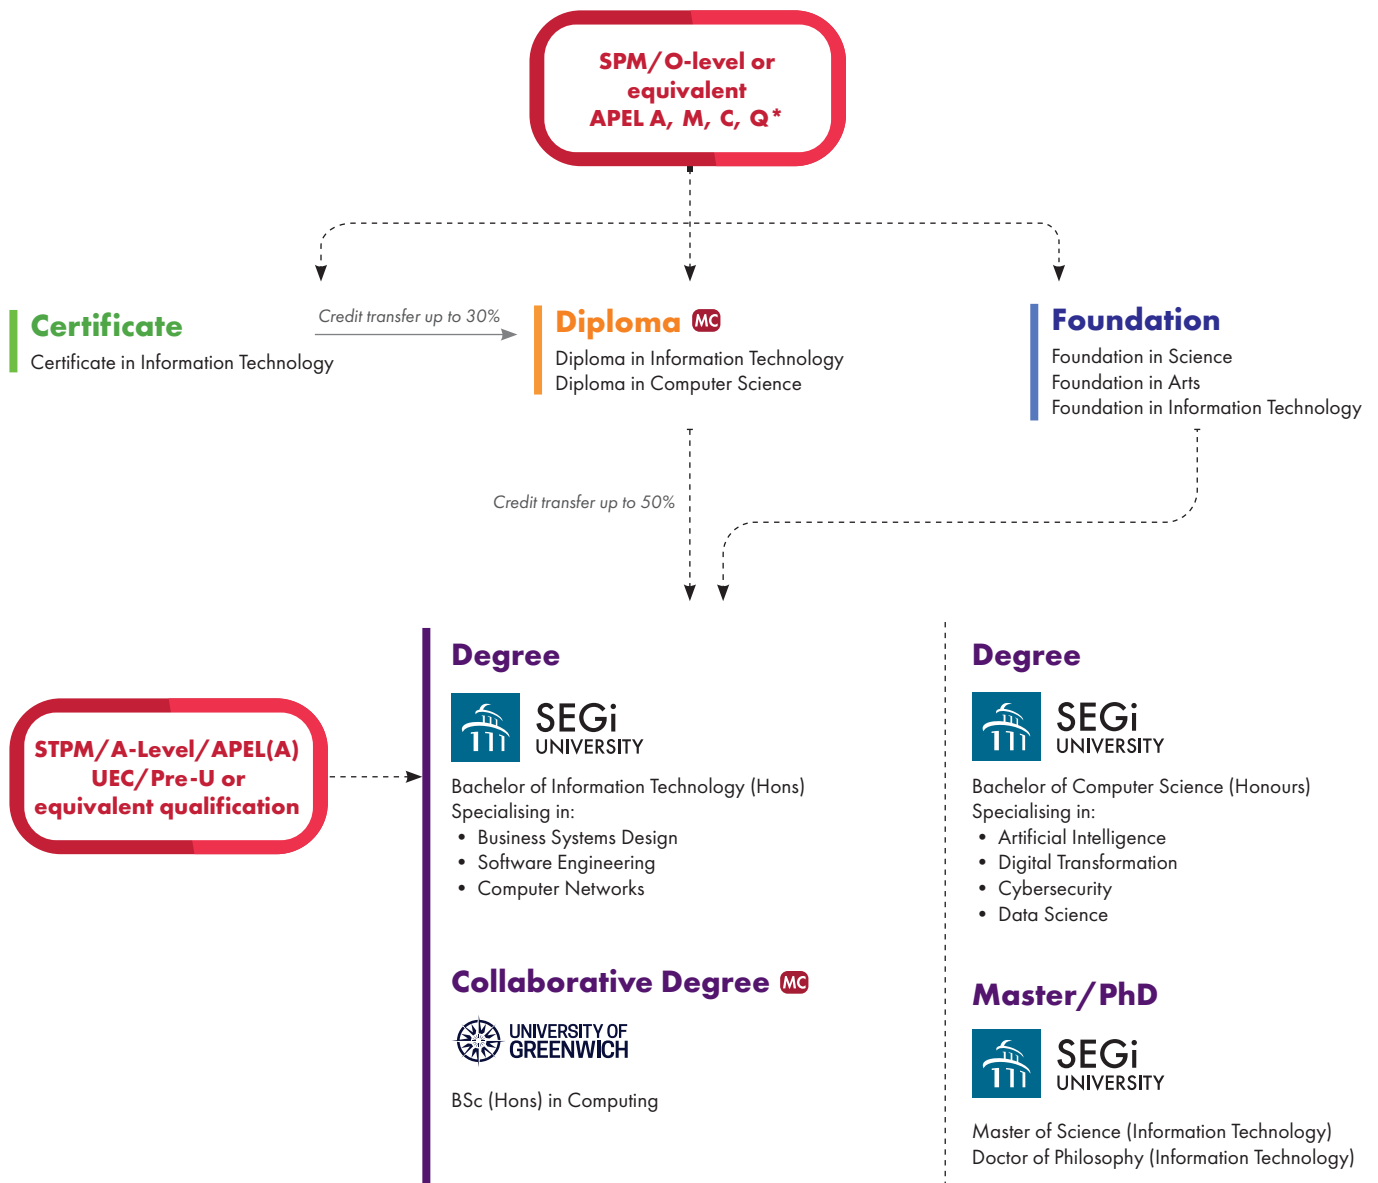 SPM/O-level or
equivalent
APEL A, M, C, Q*
Certificate
Certificate in Information Technology
Credit transfer up to 30%
Diploma MC
Diploma in Information Technology
Diploma in Computer Science
Foundation
Foundation in Science
Foundation in Arts
Foundation in Information Technology
Credit transfer up to 50%
STPM/A-Level/APEL(A)
UEC/Pre-U or
equivalent qualification
Degree
SEGi
UNIVERSITY
Bachelor of Information Technology (Hons)
Specialising in:
• Business Systems Design
• Software Engineering
• Computer Networks
Collaborative Degree MC
UNIVERSITY OF
GREENWICH
BSc (Hons) in Computing
Degree
SEGi
UNIVERSITY
Bachelor of Computer Science (Honours)
Specialising in:
• Artificial Intelligence
• Digital Transformation
• Cybersecurity
• Data Science
Master/PhD
SEGi
UNIVERSITY
Master of Science (Information Technology)
Doctor of Philosophy (Information Technology)